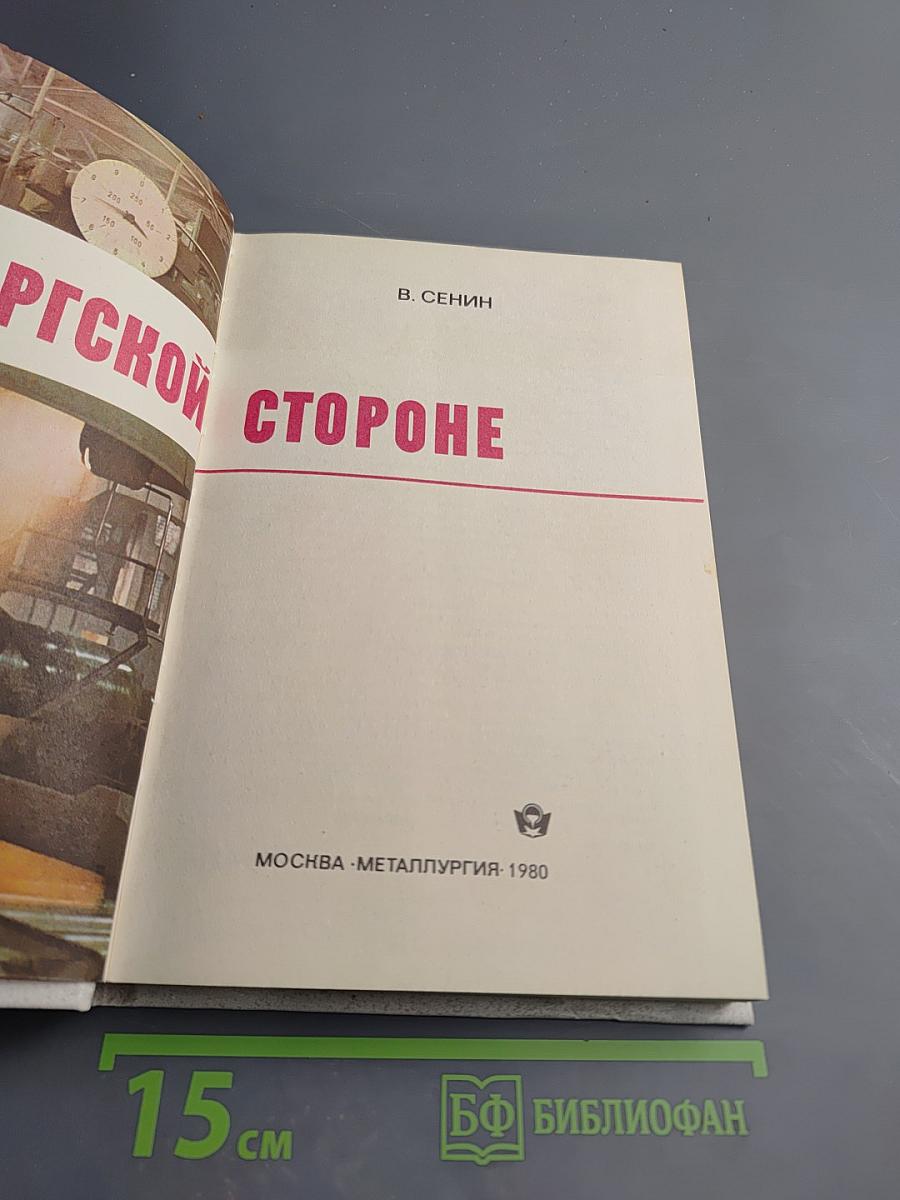 РГСКОЙ
В. СЕНИН
СТОРОНЕ
МОСКВА ·МЕТАЛЛУРГИЯ· 1980
15 см
БФ БИБЛИОФАН